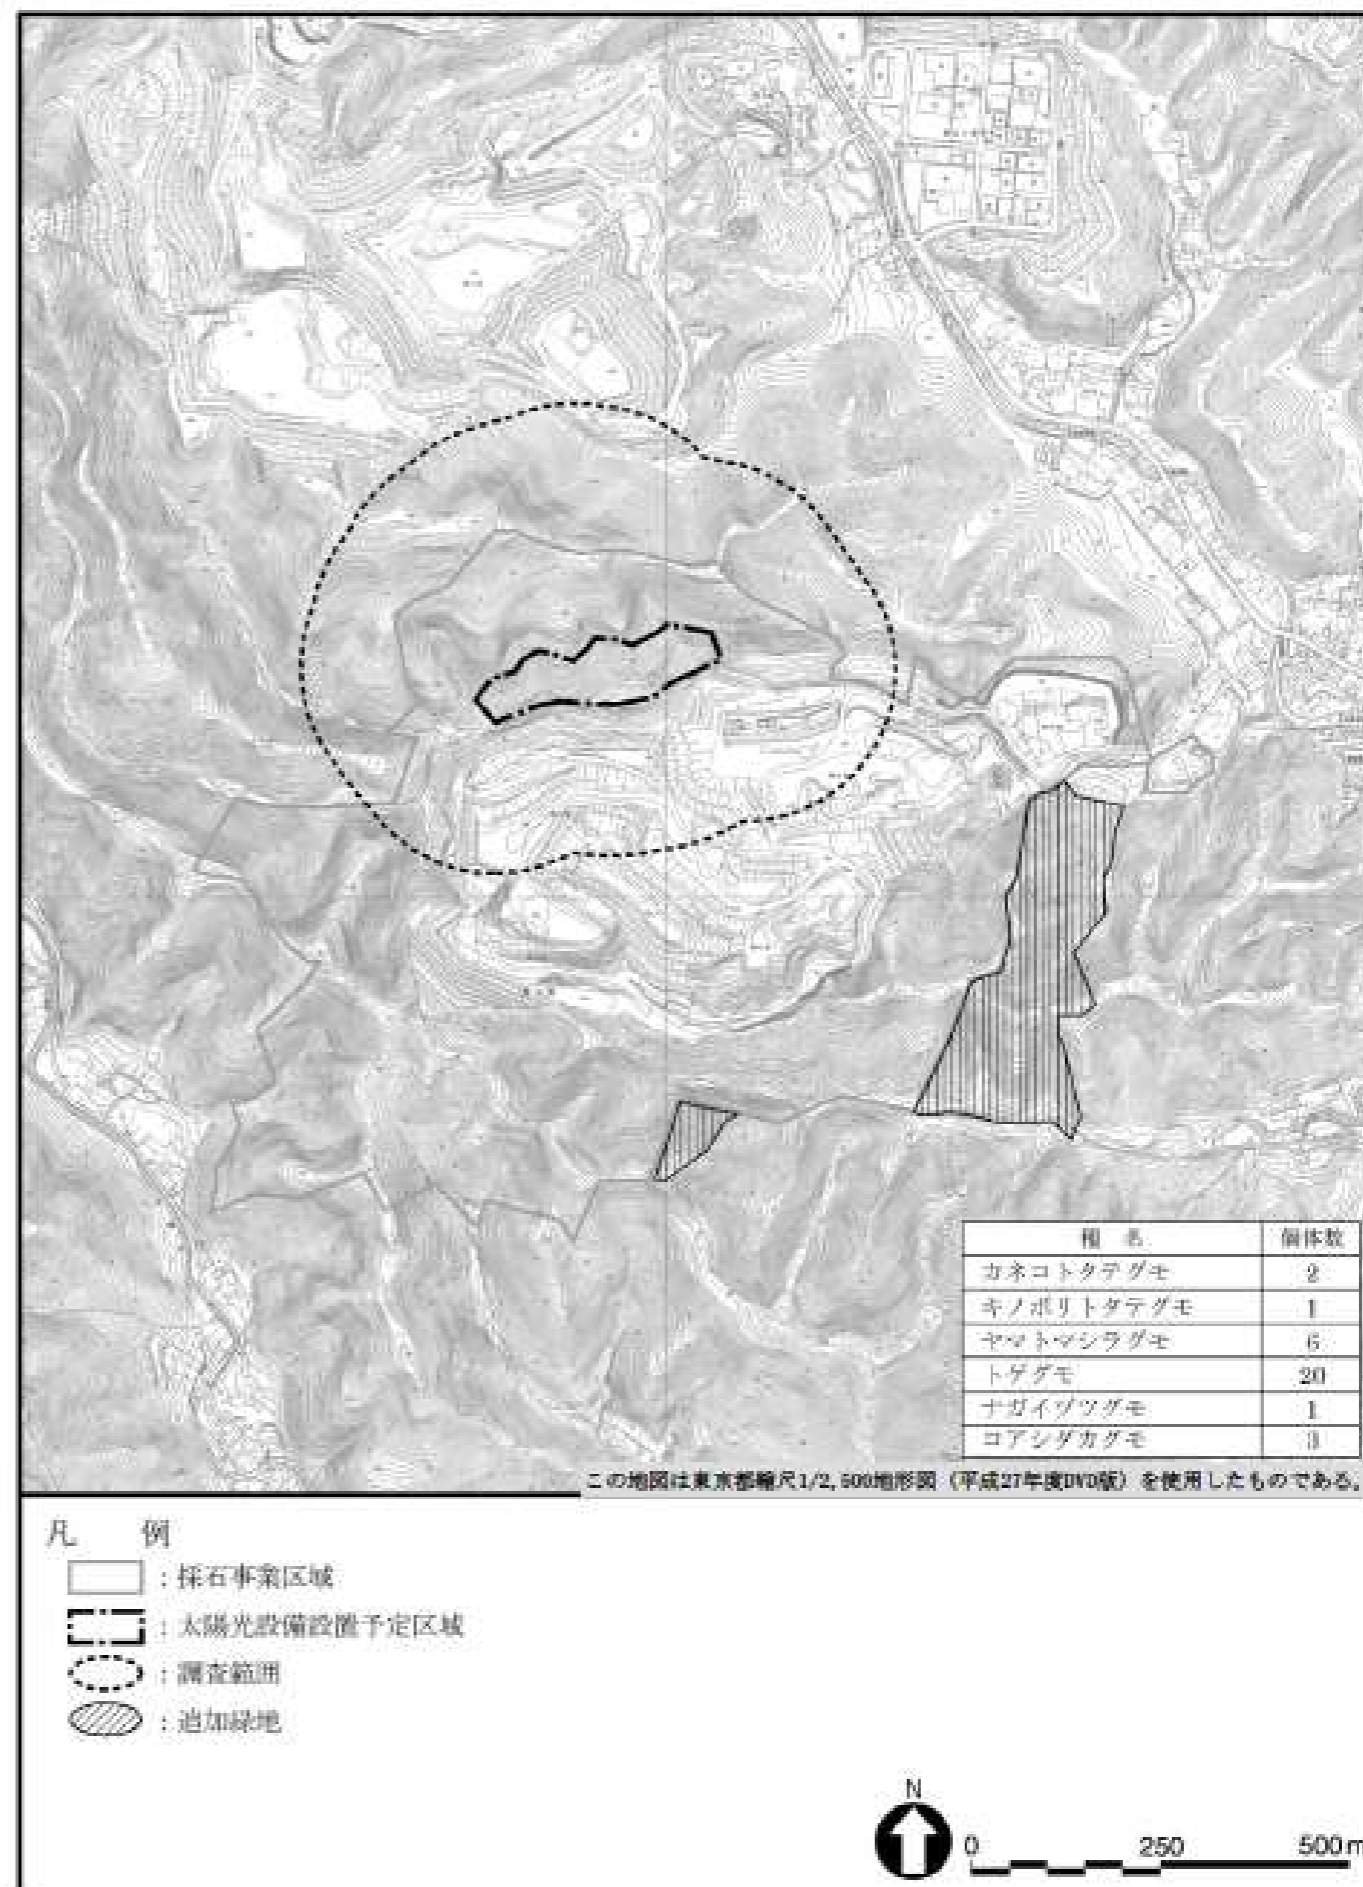 種 名 個体数
カネコトタテグモ 2
キノボリトタテグモ 1
ヤマトマシラグモ 6
トゲグモ 20
ナガイヅツグモ 1
コアシダカグモ 3
この地図は東京都縮尺1/2,500地形図（平成27年度DVD版）を使用したものである。
凡 例
：採石事業区域
：太陽光設備設置予定区域
：調査範囲
：追加緑地
N
0 250 500m